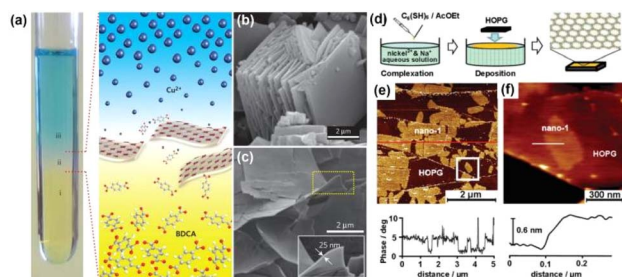 (a)
iii
ii
i
Cu2+
BDCA
(b)
2 μm
(c)
2 μm
25 nm
(d)
C6(SH)6 / AcOEt
HOPG
nickel2+ & Na+
aqueous solution
Complexation
Deposition
(e)
nano-1
HOPG
2 μm
Phase / deg
10
5
0
0 1 2 3 4 5
distance / μm
(f)
nano-1
HOPG
300 nm
0.6 nm
0 0.1 0.2
distance / μm